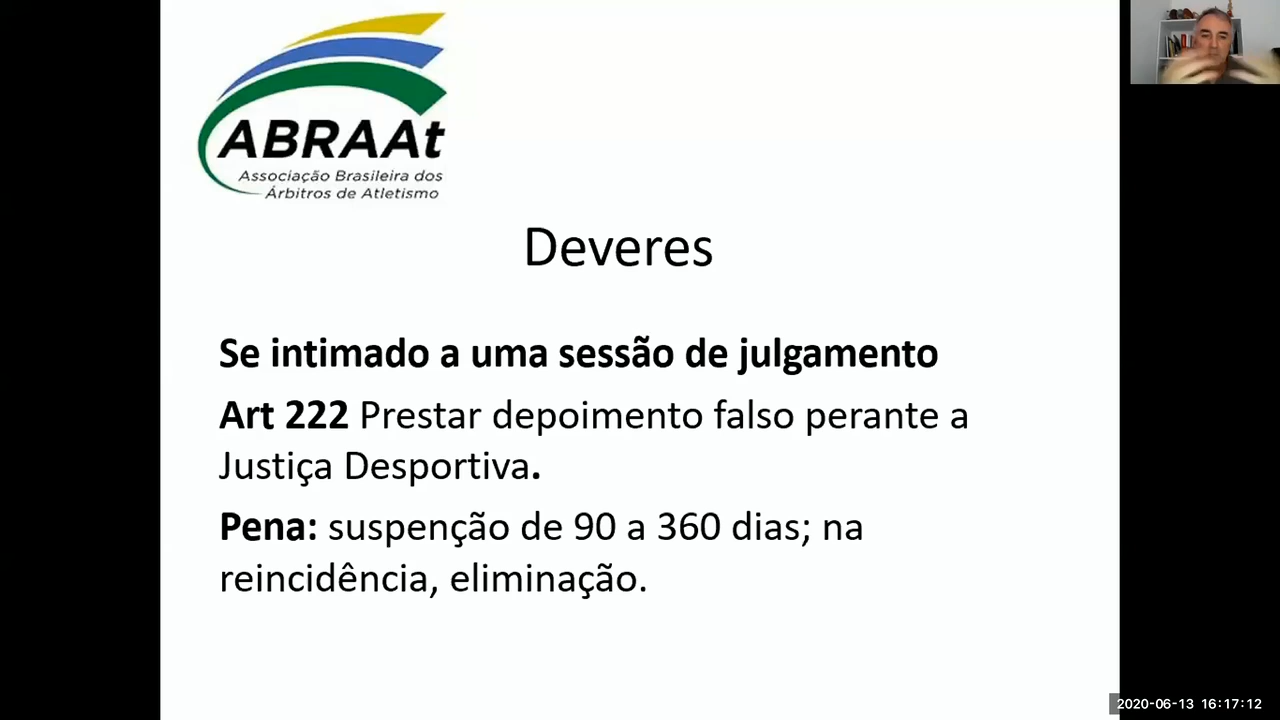 ABRAAt
Associação Brasileira dos
Árbitros de Atletismo
Deveres
Se intimado a uma sessão de julgamento
Art 222 Prestar depoimento falso perante a
Justiça Desportiva.
Pena: suspenção de 90 a 360 dias; na
reincidência, eliminação.
2020-06-13 16:17:12